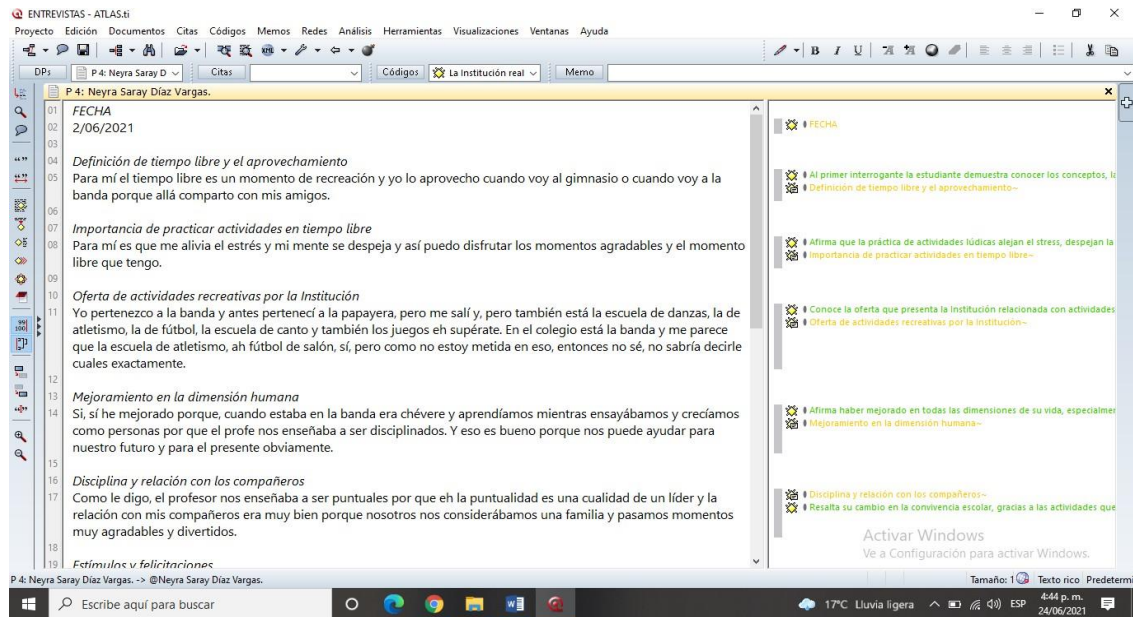 ENTREVISTAS - ATLAS.ti
Proyecto Edición Documentos Citas Códigos Memos Redes Análisis Herramientas Visualizaciones Ventanas Ayuda
DPs P 4: Neyra Saray D Citas Códigos La Institución real Memo
P 4: Neyra Saray Díaz Vargas.
01 FECHA
02 2/06/2021
03
04 Definición de tiempo libre y el aprovechamiento
05 Para mí el tiempo libre es un momento de recreación y yo lo aprovecho cuando voy al gimnasio o cuando voy a la
banda porque allá comparto con mis amigos.
06
07 Importancia de practicar actividades en tiempo libre
08 Para mí es que me alivia el estrés y mi mente se despeja y así puedo disfrutar los momentos agradables y el momento
libre que tengo.
09
10 Oferta de actividades recreativas por la Institución
11 Yo pertenezco a la banda y antes pertenecí a la papayera, pero me salí y, pero también está la escuela de danzas, la de
atletismo, la de fútbol, la escuela de canto y también los juegos eh supérate. En el colegio está la banda y me parece
que la escuela de atletismo, ah fútbol de salón, sí, pero como no estoy metida en eso, entonces no sé, no sabría decirle
cuales exactamente.
12
13 Mejoramiento en la dimensión humana
14 Si, sí he mejorado porque, cuando estaba en la banda era chévere y aprendíamos mientras ensayábamos y crecíamos
como personas por que el profe nos enseñaba a ser disciplinados. Y eso es bueno porque nos puede ayudar para
nuestro futuro y para el presente obviamente.
15
16 Disciplina y relación con los compañeros
17 Como le digo, el profesor nos enseñaba a ser puntuales por que eh la puntualidad es una cualidad de un líder y la
relación con mis compañeros era muy bien porque nosotros nos considerábamos una familia y pasamos momentos
muy agradables y divertidos.
18
19 Estímulos y felicitaciones
FECHA
Al primer interrogante la estudiante demuestra conocer los conceptos, l
Definición de tiempo libre y el aprovechamiento~
Afirma que la práctica de actividades lúdicas alejan el stress, despejan la
Importancia de practicar actividades en tiempo libre~
Conoce la oferta que presenta la Institución relacionada con actividades
Oferta de actividades recreativas por la Institución~
Afirma haber mejorado en todas las dimensiones de su vida, especialmer
Mejoramiento en la dimensión humana~
Disciplina y relación con los compañeros~
Resalta su cambio en la convivencia escolar, gracias a las actividades que
Activar Windows
Ve a Configuración para activar Windows.
P 4: Neyra Saray Díaz Vargas. -> @Neyra Saray Díaz Vargas. Tamaño: 1 Texto rico Predetermi
Escribe aquí para buscar 17°C Lluvia ligera ESP 4:44 p. m.
24/06/2021